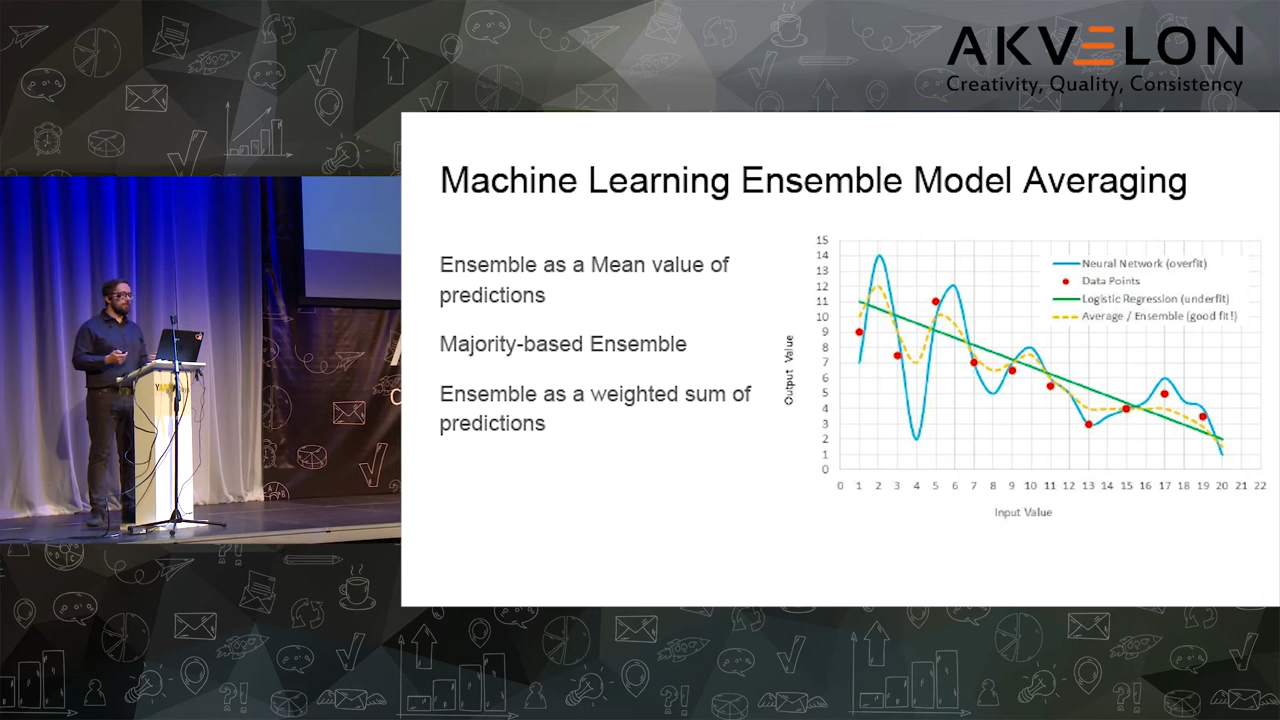 AKVELON
Creativity, Quality, Consistency
Machine Learning Ensemble Model Averaging
Ensemble as a Mean value of
predictions
Majority-based Ensemble
Ensemble as a weighted sum of
predictions
15
14
13
12
11
10
9
8
7
6
5
4
3
2
1
0
Output Value
Neural Network (overfit)
Data Points
Logistic Regression (underfit)
Average / Ensemble (good fit!)
0 1 2 3 4 5 6 7 8 9 10 11 12 13 14 15 16 17 18 19 20 21 22
Input Value